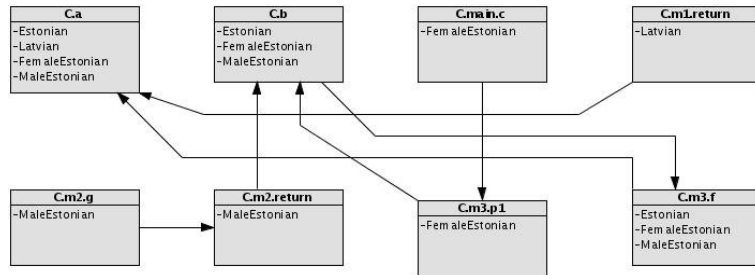 C.a
-Estonian
-Latvian
-FemaleEstonian
-MaleEstonian
C.b
-Estonian
-FemaleEstonian
-MaleEstonian
C.main.c
-FemaleEstonian
C.m1.return
-Latvian
C.m2.g
-MaleEstonian
C.m2.return
-MaleEstonian
C.m3.p1
-FemaleEstonian
C.m3.f
-Estonian
-FemaleEstonian
-MaleEstonian